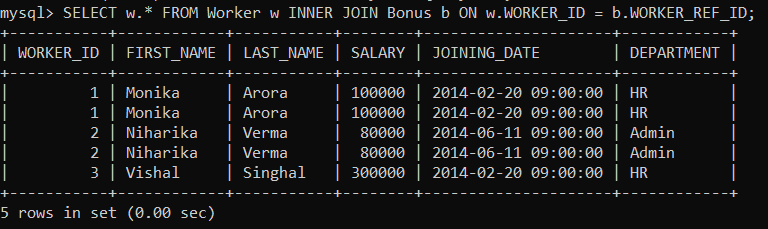 mysql> SELECT w.* FROM Worker w INNER JOIN Bonus b ON w.WORKER_ID = b.WORKER_REF_ID;
+-----------+------------+-----------+--------+---------------------+------------+
| WORKER_ID | FIRST_NAME | LAST_NAME | SALARY | JOINING_DATE        | DEPARTMENT |
+-----------+------------+-----------+--------+---------------------+------------+
|         1 | Monika     | Arora     | 100000 | 2014-02-20 09:00:00 | HR         |
|         1 | Monika     | Arora     | 100000 | 2014-02-20 09:00:00 | HR         |
|         2 | Niharika   | Verma     |  80000 | 2014-06-11 09:00:00 | Admin      |
|         2 | Niharika   | Verma     |  80000 | 2014-06-11 09:00:00 | Admin      |
|         3 | Vishal     | Singhal   | 300000 | 2014-02-20 09:00:00 | HR         |
+-----------+------------+-----------+--------+---------------------+------------+
5 rows in set (0.00 sec)